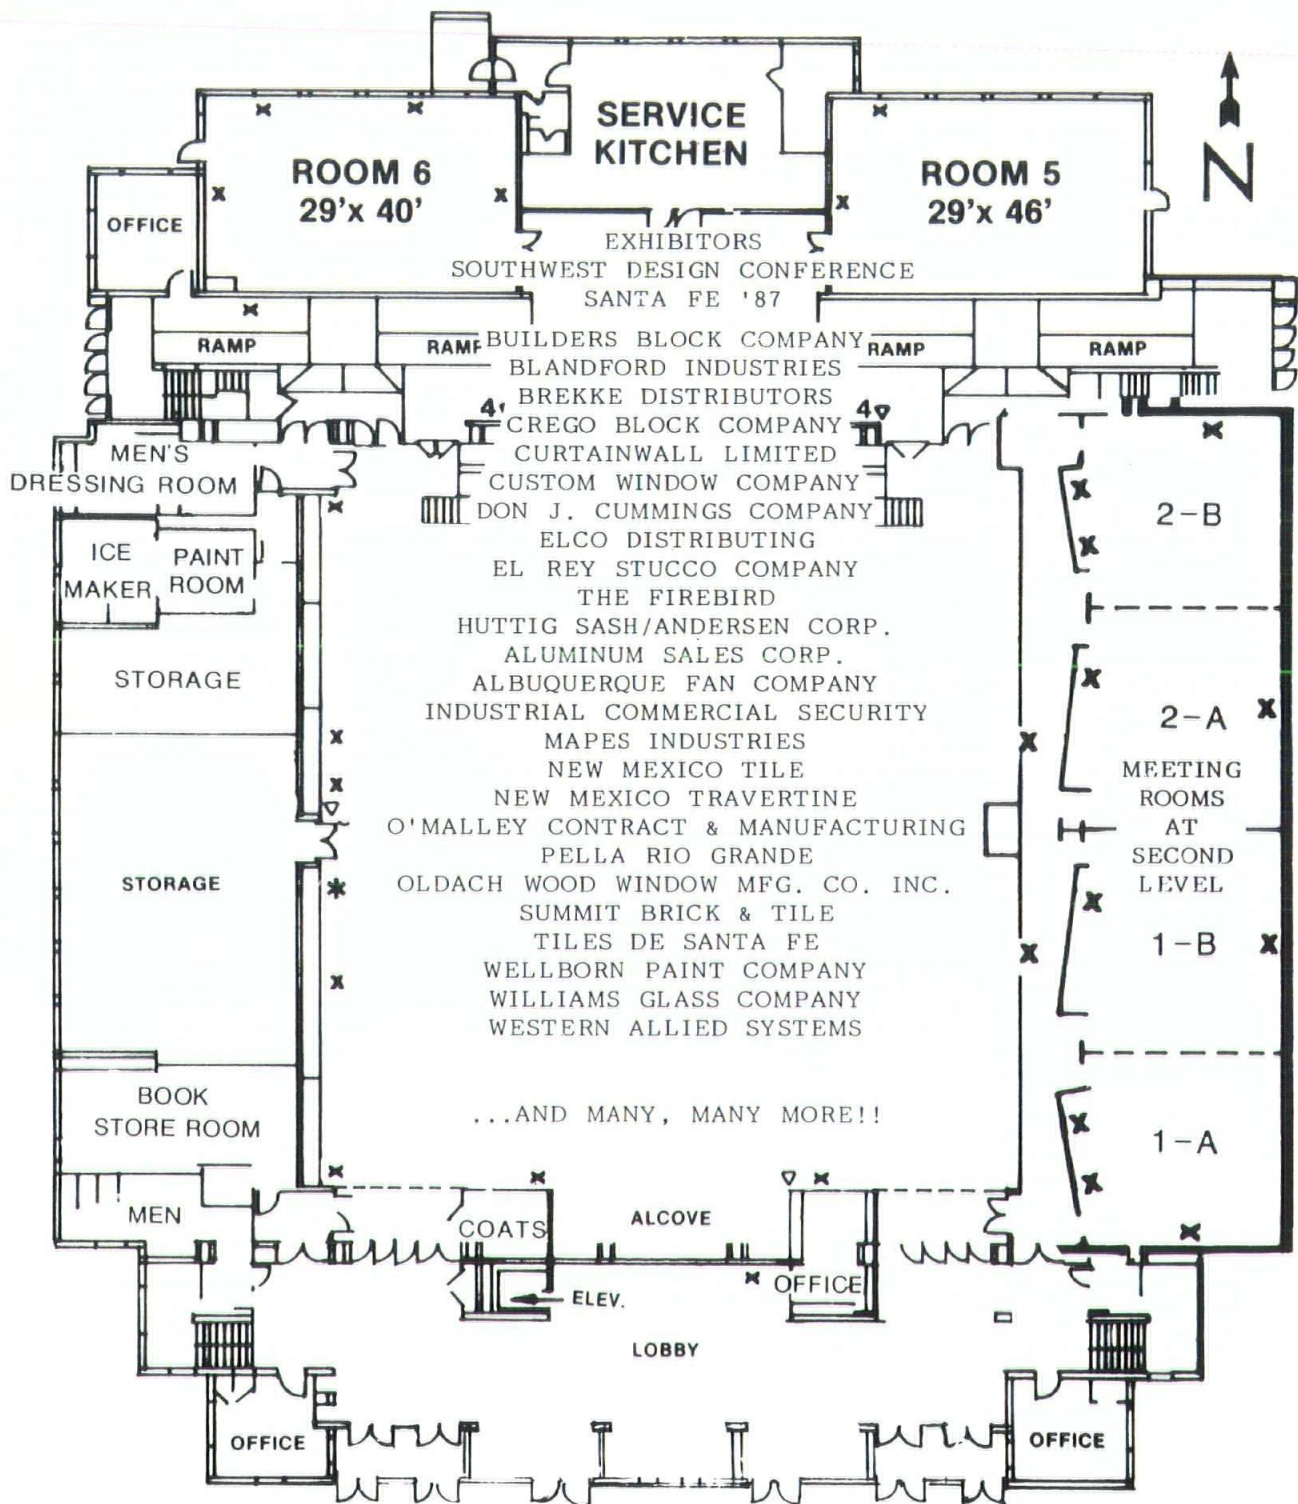 SERVICE
KITCHEN
N
ROOM 6
29'x 40'
ROOM 5
29'x 46'
OFFICE
EXHIBITORS
SOUTHWEST DESIGN CONFERENCE
SANTA FE '87
RAMP
RAMP
RAMP
RAMP
BUILDERS BLOCK COMPANY
BLANDFORD INDUSTRIES
BREKKE DISTRIBUTORS
4'
4
CREGO BLOCK COMPANY
CURTAINWALL LIMITED
CUSTOM WINDOW COMPANY
DON J. CUMMINGS COMPANY
ELCO DISTRIBUTING
EL REY STUCCO COMPANY
THE FIREBIRD
HUTTIG SASH/ANDERSEN CORP.
ALUMINUM SALES CORP.
ALBUQUERQUE FAN COMPANY
INDUSTRIAL COMMERCIAL SECURITY
MAPES INDUSTRIES
NEW MEXICO TILE
NEW MEXICO TRAVERTINE
O'MALLEY CONTRACT & MANUFACTURING
PELLA RIO GRANDE
OLDACH WOOD WINDOW MFG. CO. INC.
SUMMIT BRICK & TILE
TILES DE SANTA FE
WELLBORN PAINT COMPANY
WILLIAMS GLASS COMPANY
WESTERN ALLIED SYSTEMS
...AND MANY, MANY MORE!!
MEN'S
DRESSING ROOM
ICE
MAKER
PAINT
ROOM
STORAGE
STORAGE
BOOK
STORE ROOM
MEN
2-B
2-A
MEETING
ROOMS
AT
SECOND
LEVEL
1-B
1-A
COATS
ALCOVE
OFFICE
ELEV.
LOBBY
OFFICE
OFFICE